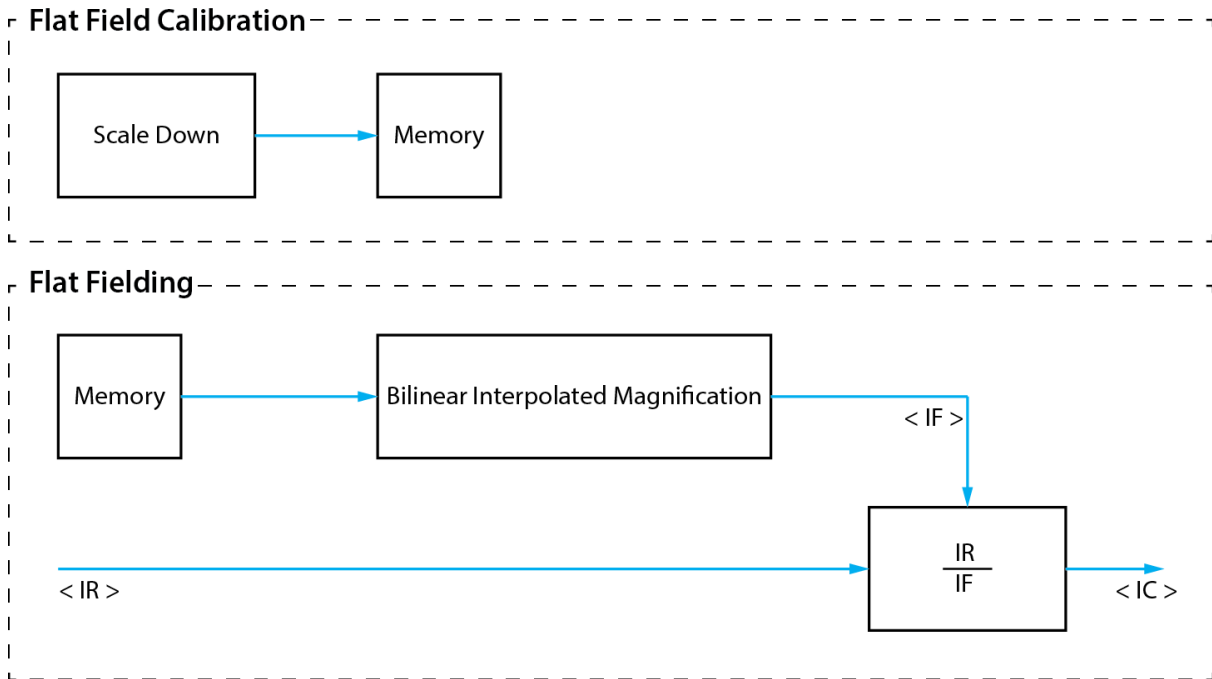 Flat Field Calibration
Scale Down
Memory
Flat Fielding
Memory
Bilinear Interpolated Magnification
< IF >
IR
IF
< IR >
< IC >